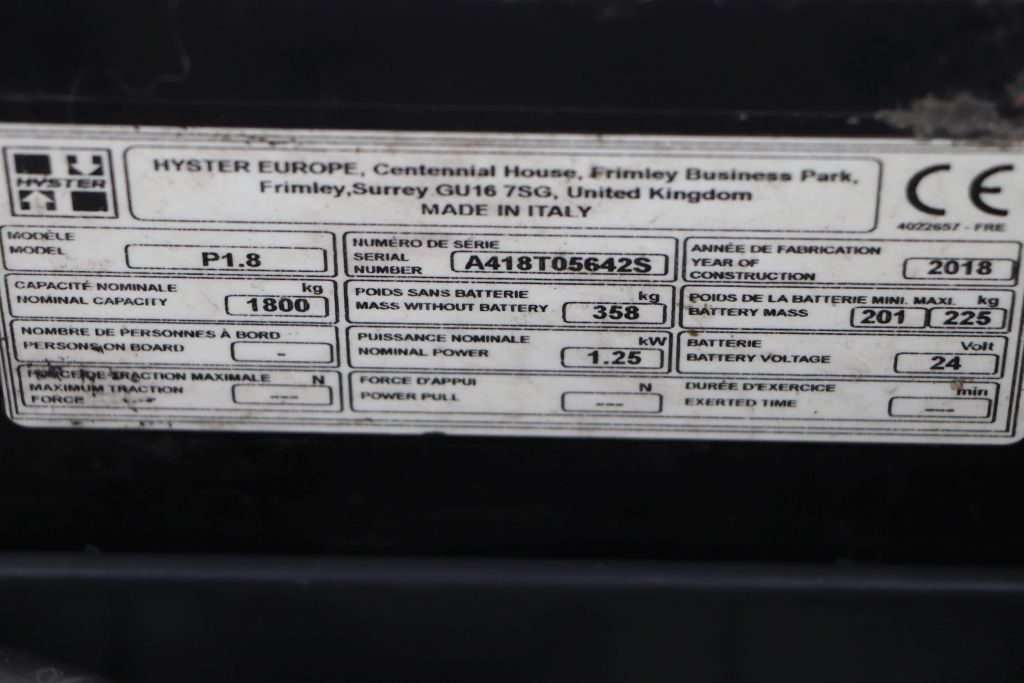 HYSTER
HYSTER EUROPE, Centennial House, Frimley Business Park,
Frimley,Surrey GU16 7SG, United Kingdom
MADE IN ITALY
CE
4022657 - FRE
MODÈLE
MODEL
P1.8
NUMÉRO DE SÉRIE
SERIAL
NUMBER
A418T05642S
ANNÉE DE FABRICATION
YEAR OF
CONSTRUCTION
2018
CAPACITÉ NOMINALE kg
NOMINAL CAPACITY 1800
POIDS SANS BATTERIE kg
MASS WITHOUT BATTERY 358
POIDS DE LA BATTERIE MINI. MAXI. kg
BATTERY MASS 201 225
NOMBRE DE PERSONNES À BORD
PERSONS ON BOARD -
PUISSANCE NOMINALE kW
NOMINAL POWER 1.25
BATTERIE Volt
BATTERY VOLTAGE 24
FORCE DE TRACTION MAXIMALE N
MAXIMUM TRACTION
FORCE ---
FORCE D'APPUI N
POWER PULL ---
DURÉE D'EXERCICE min
EXERTED TIME ---